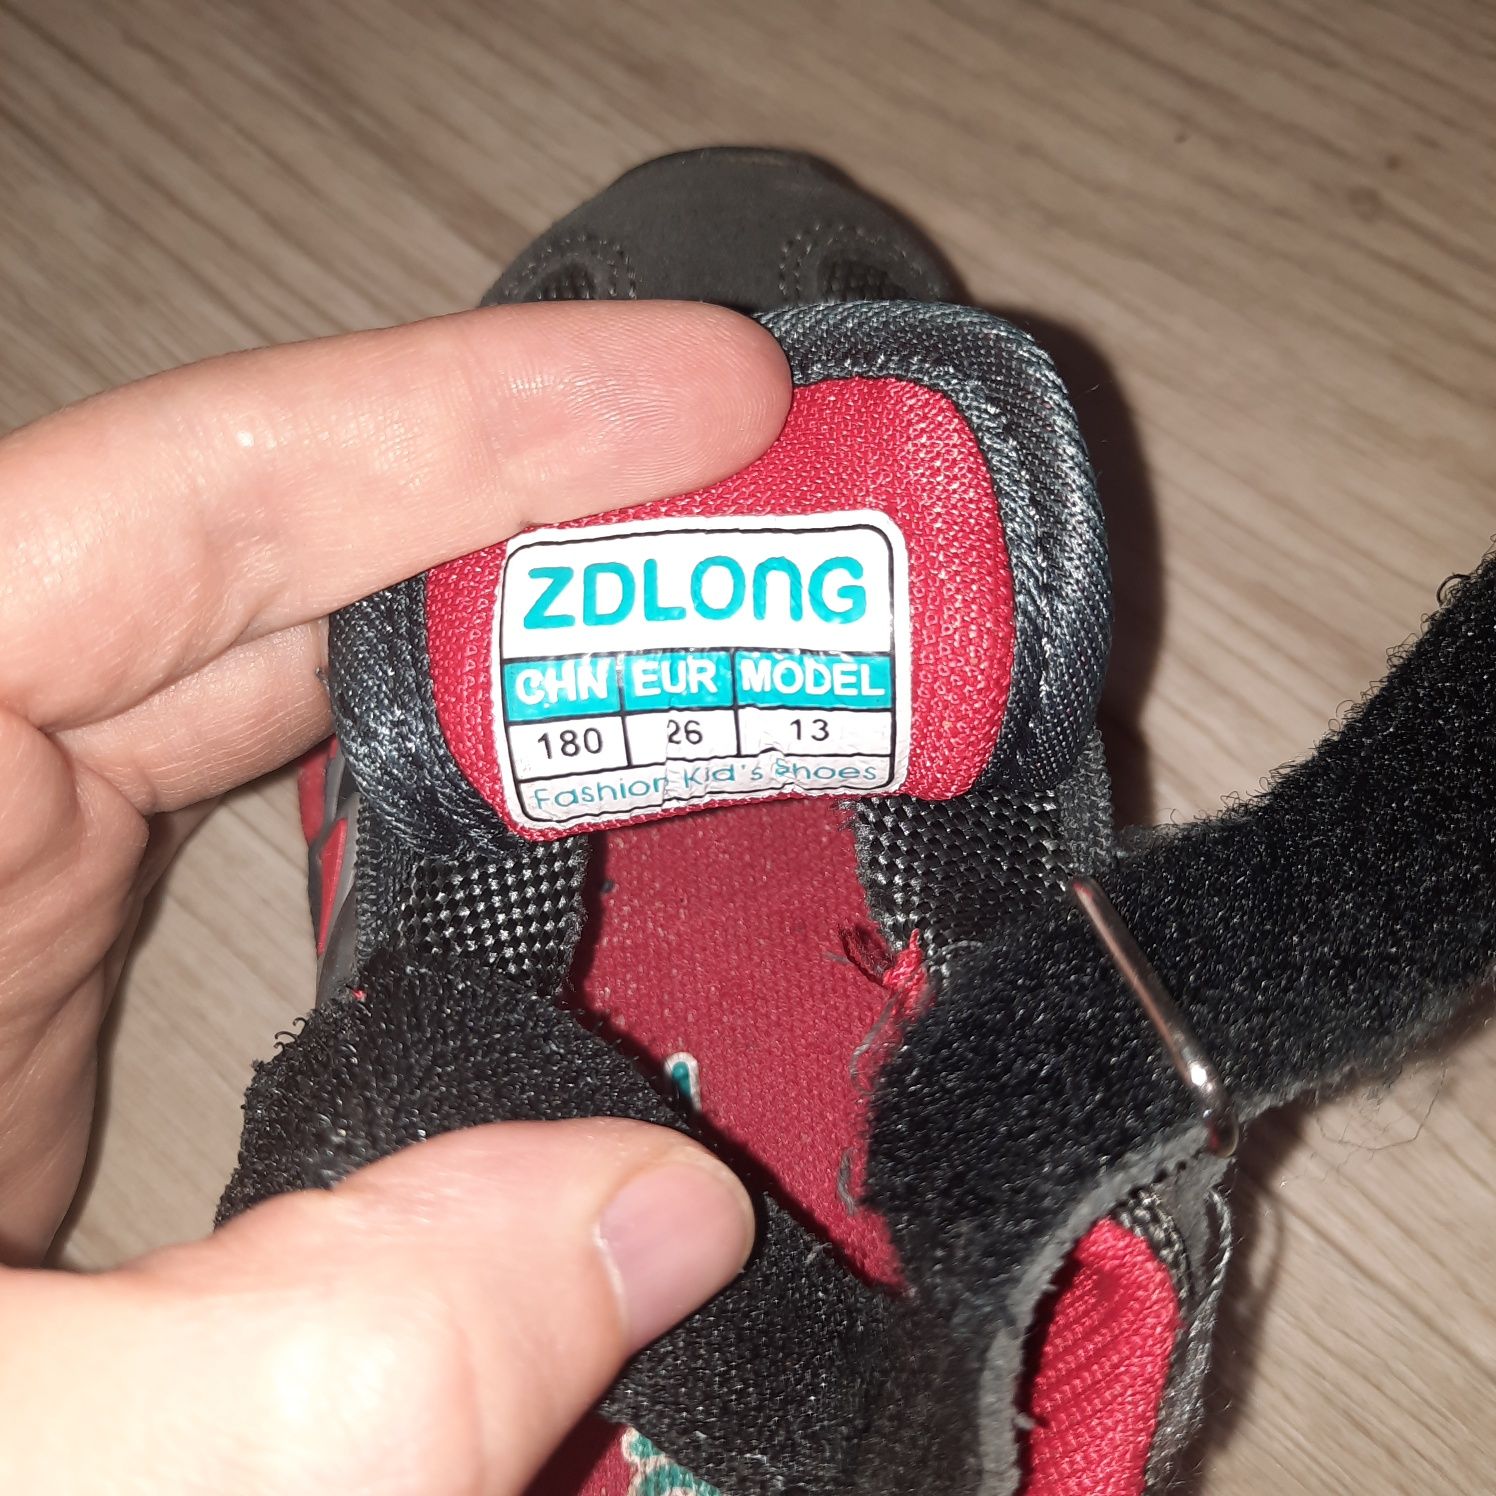 ZDLONG
CHN EUR MODEL
180 26 13
Fashion Kid's Shoes